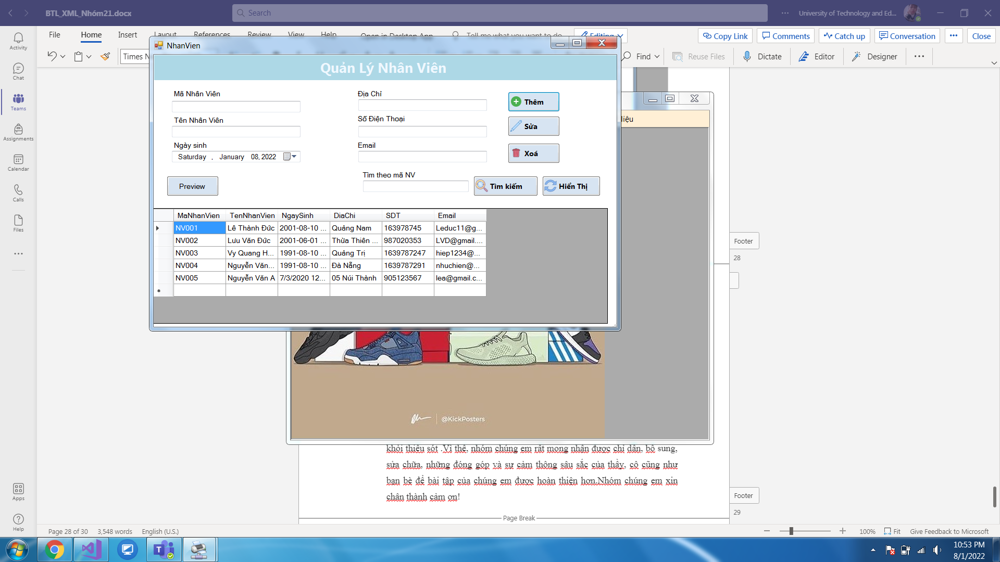 BTL_XML_Nhóm21.docx
Search
University of Technology and Ed...
File
Home
Insert
Layout
References
Review
View
Help
Open in Desktop App
Tell me what you want to do
Editing
Copy Link
Comments
Catch up
Conversation
Close
Times N
Find
Reuse Files
Dictate
Editor
Designer
Activity
Chat
Teams
Assignments
Calendar
Calls
Files
Apps
Help
NhanVien
Quản Lý Nhân Viên
Mã Nhân Viên
Địa Chỉ
Thêm
Tên Nhân Viên
Số Điện Thoại
Sửa
Ngày sinh
Email
Saturday , January 08, 2022
Xoá
Tìm theo mã NV
Preview
Tìm kiếm
Hiển Thị
MaNhanVien TenNhanVien NgaySinh DiaChi SDT Email
NV001 Lê Thành Đức 2001-08-10 ... Quảng Nam 163978745 Leduc11@g...
NV002 Lưu Văn Đức 2001-06-01 ... Thừa Thiên ... 987020353 LVD@gmail....
NV003 Vy Quang H... 1991-08-10 ... Quảng Trị 1639787247 hiep1234@...
NV004 Nguyễn Văn... 1991-08-10 ... Đà Nẵng 1639787291 nhuchien@...
NV005 Nguyễn Văn A 7/3/2020 12... 05 Núi Thành 905123567 lea@gmail.c...
liệu
@KickPosters
Footer
28
khỏi thiếu sót .Vì thế, nhóm chúng em rất mong nhận được chỉ dẫn, bổ sung,
sửa chữa, những đóng góp và sự cảm thông sâu sắc của thầy, cô cũng như
bạn bè để bài tập của chúng em được hoàn thiện hơn.Nhóm chúng em xin
chân thành cảm ơn!
Footer
29
Page Break
Page 28 of 30
3,548 words
English (U.S.)
100%
Fit
Give Feedback to Microsoft
10:53 PM
8/1/2022